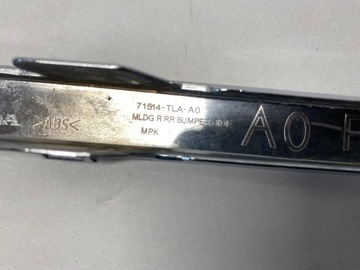 71514-TLA-A0
MLDG R RR BUMPER
MPK
>ABS<
A0